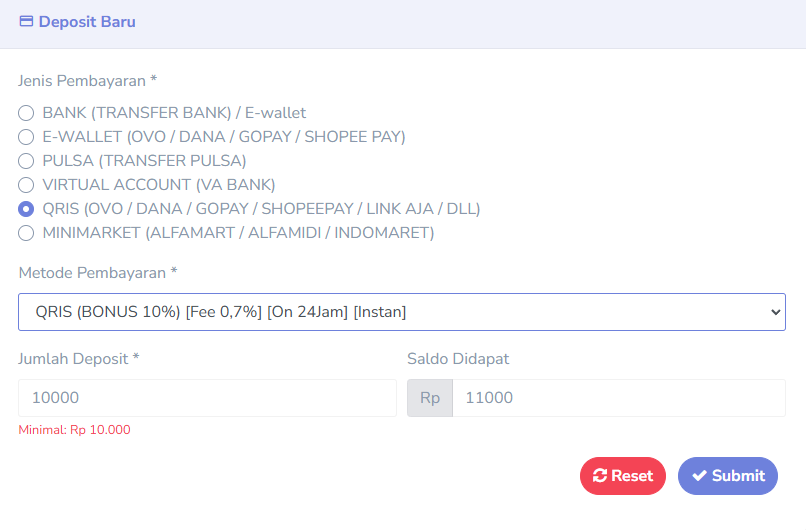 Deposit Baru
Jenis Pembayaran *
BANK (TRANSFER BANK) / E-wallet
E-WALLET (OVO / DANA / GOPAY / SHOPEE PAY)
PULSA (TRANSFER PULSA)
VIRTUAL ACCOUNT (VA BANK)
QRIS (OVO / DANA / GOPAY / SHOPEEPAY / LINK AJA / DLL)
MINIMARKET (ALFAMART / ALFAMIDI / INDOMARET)
Metode Pembayaran *
QRIS (BONUS 10%) [Fee 0,7%] [On 24Jam] [Instan]
Jumlah Deposit * Saldo Didapat
10000 Rp 11000
Minimal: Rp 10.000
Reset Submit